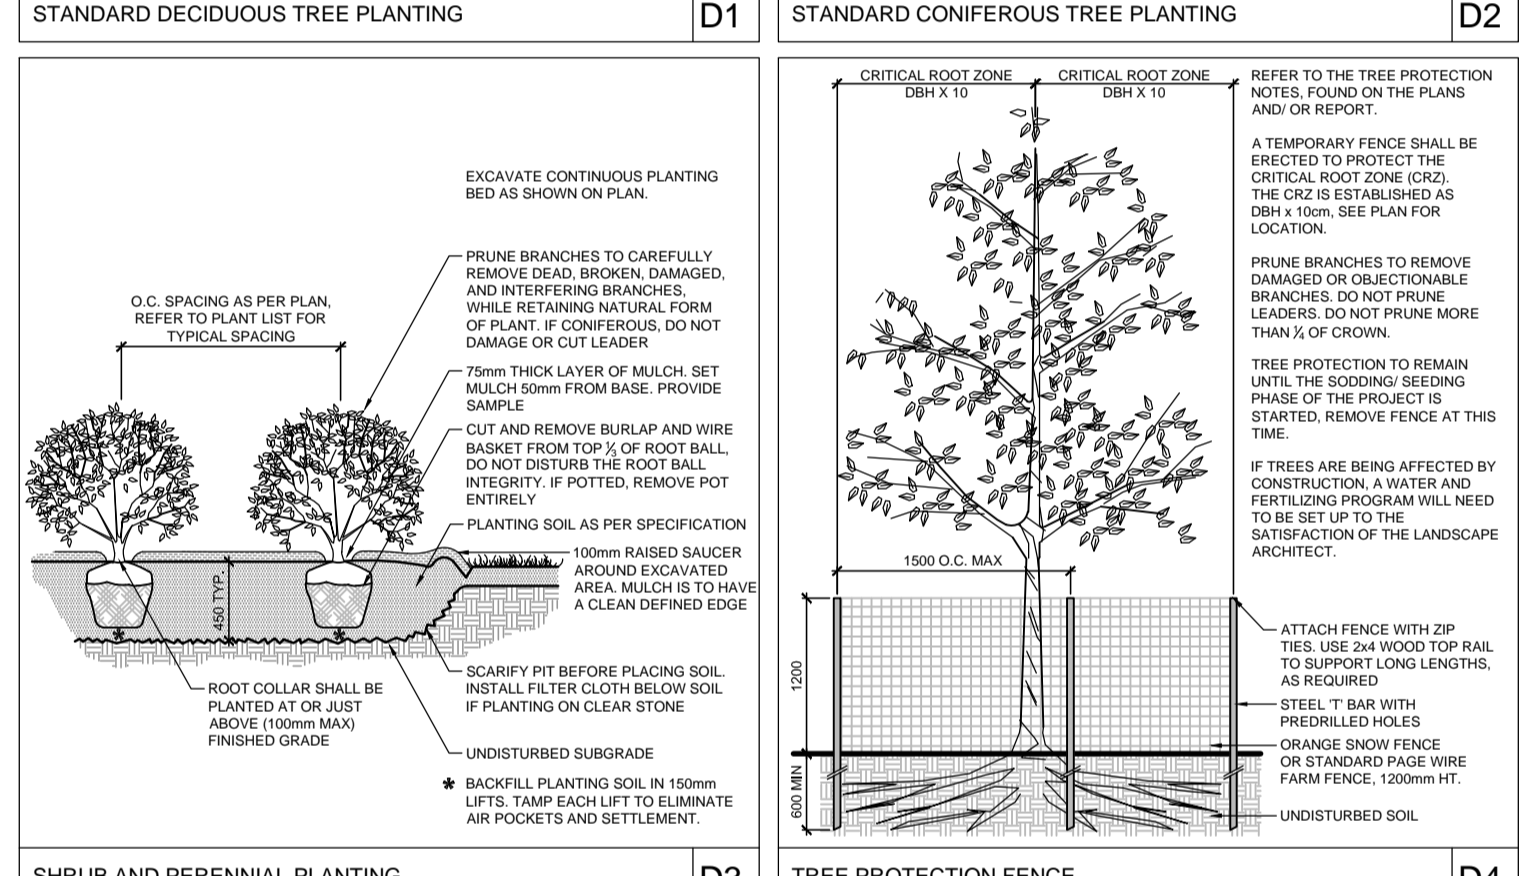 STANDARD DECIDUOUS TREE PLANTING
D1
STANDARD CONIFEROUS TREE PLANTING
D2
EXCAVATE CONTINUOUS PLANTING
BED AS SHOWN ON PLAN.
PRUNE BRANCHES TO CAREFULLY
REMOVE DEAD, BROKEN, DAMAGED,
AND INTERFERING BRANCHES,
WHILE RETAINING NATURAL FORM
OF PLANT. IF CONIFEROUS, DO NOT
DAMAGE OR CUT LEADER
O.C. SPACING AS PER PLAN,
REFER TO PLANT LIST FOR
TYPICAL SPACING
75mm THICK LAYER OF MULCH. SET
MULCH 50mm FROM BASE. PROVIDE
SAMPLE
CUT AND REMOVE BURLAP AND WIRE
BASKET FROM TOP ⅓ OF ROOT BALL,
DO NOT DISTURB THE ROOT BALL
INTEGRITY. IF POTTED, REMOVE POT
ENTIRELY
PLANTING SOIL AS PER SPECIFICATION
100mm RAISED SAUCER
AROUND EXCAVATED
AREA. MULCH IS TO HAVE
A CLEAN DEFINED EDGE
450 TYP.
*
*
SCARIFY PIT BEFORE PLACING SOIL.
INSTALL FILTER CLOTH BELOW SOIL
IF PLANTING ON CLEAR STONE
ROOT COLLAR SHALL BE
PLANTED AT OR JUST
ABOVE (100mm MAX)
FINISHED GRADE
UNDISTURBED SUBGRADE
* BACKFILL PLANTING SOIL IN 150mm
LIFTS. TAMP EACH LIFT TO ELIMINATE
AIR POCKETS AND SETTLEMENT.
SHRUB AND PERENNIAL PLANTING
D3
CRITICAL ROOT ZONE
DBH X 10
CRITICAL ROOT ZONE
DBH X 10
REFER TO THE TREE PROTECTION
NOTES, FOUND ON THE PLANS
AND/ OR REPORT.
A TEMPORARY FENCE SHALL BE
ERECTED TO PROTECT THE
CRITICAL ROOT ZONE (CRZ).
THE CRZ IS ESTABLISHED AS
DBH x 10cm, SEE PLAN FOR
LOCATION.
PRUNE BRANCHES TO REMOVE
DAMAGED OR OBJECTIONABLE
BRANCHES. DO NOT PRUNE
LEADERS. DO NOT PRUNE MORE
THAN ¼ OF CROWN.
TREE PROTECTION TO REMAIN
UNTIL THE SODDING/ SEEDING
PHASE OF THE PROJECT IS
STARTED, REMOVE FENCE AT THIS
TIME.
IF TREES ARE BEING AFFECTED BY
CONSTRUCTION, A WATER AND
FERTILIZING PROGRAM WILL NEED
TO BE SET UP TO THE
SATISFACTION OF THE LANDSCAPE
ARCHITECT.
1500 O.C. MAX
1200
600 MIN
ATTACH FENCE WITH ZIP
TIES. USE 2x4 WOOD TOP RAIL
TO SUPPORT LONG LENGTHS,
AS REQUIRED
STEEL 'T' BAR WITH
PREDRILLED HOLES
ORANGE SNOW FENCE
OR STANDARD PAGE WIRE
FARM FENCE, 1200mm HT.
UNDISTURBED SOIL
TREE PROTECTION FENCE
D4